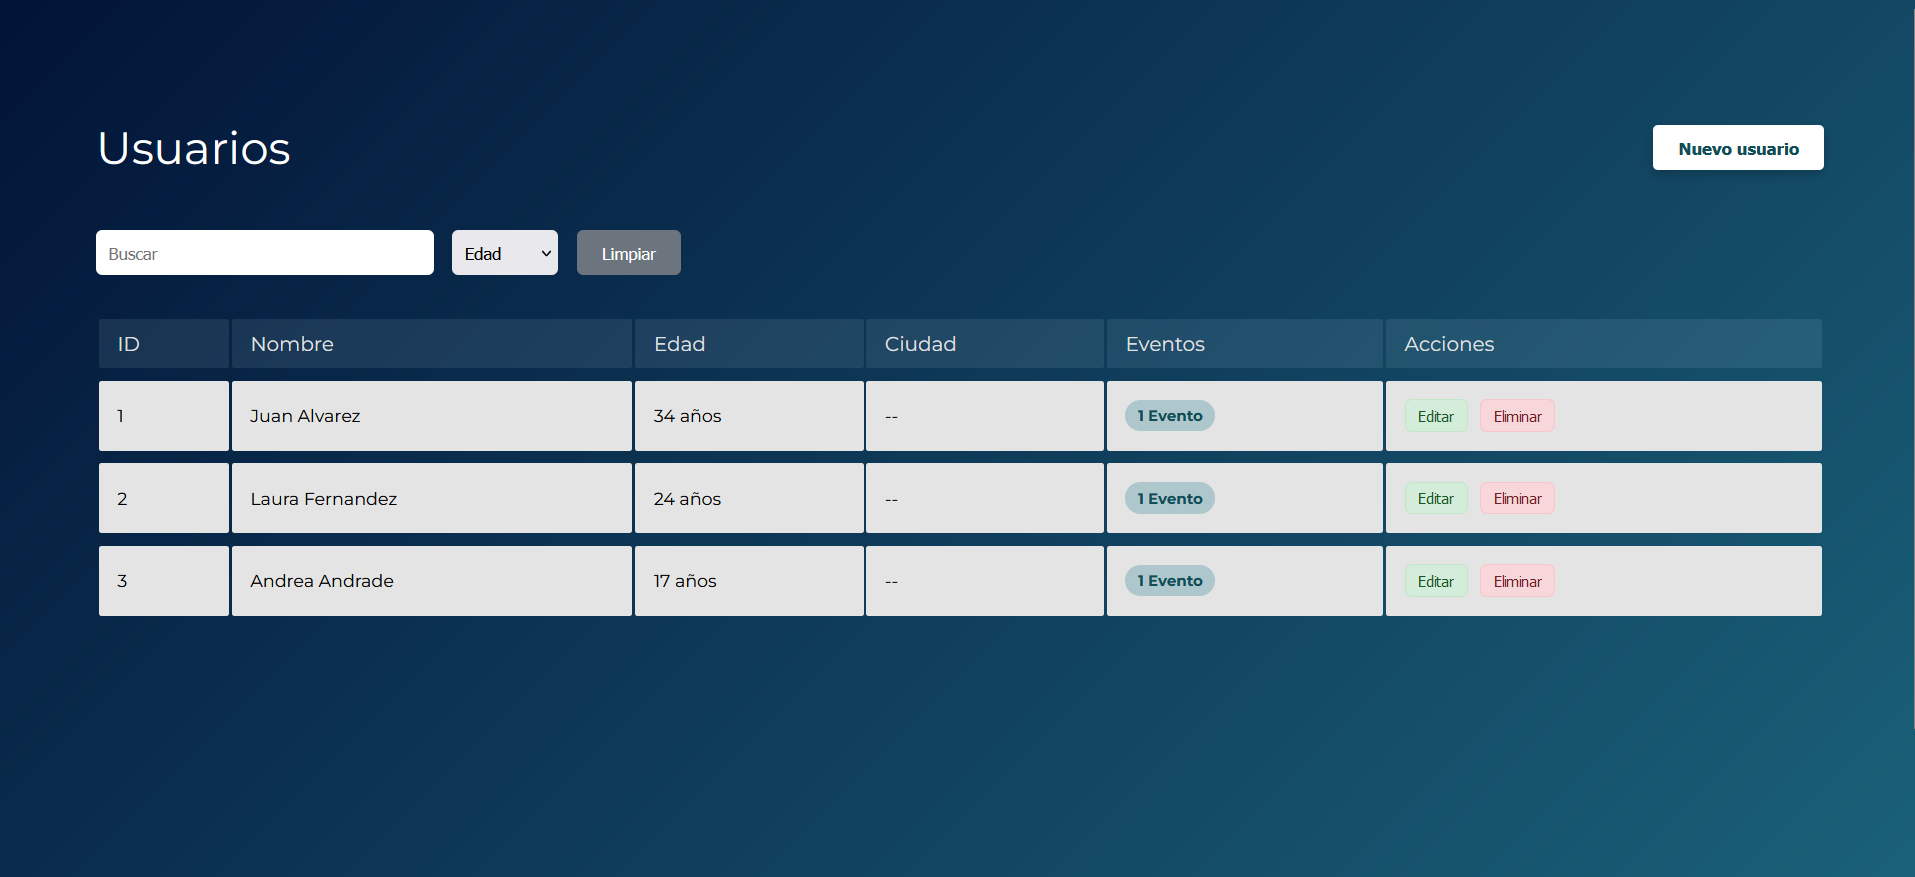 Usuarios
Nuevo usuario
Buscar
Edad
Limpiar
ID Nombre Edad Ciudad Eventos Acciones
1 Juan Alvarez 34 años -- 1 Evento Editar Eliminar
2 Laura Fernandez 24 años -- 1 Evento Editar Eliminar
3 Andrea Andrade 17 años -- 1 Evento Editar Eliminar